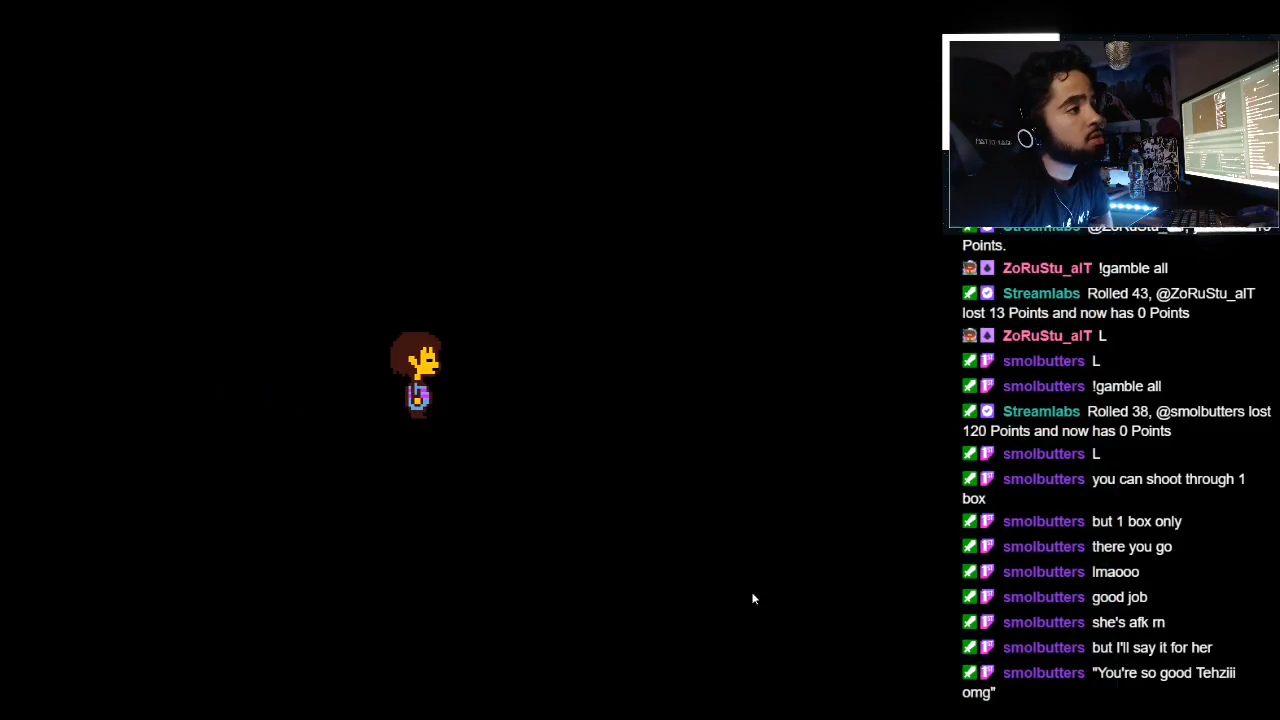 Streamlabs
Points.
ZoRuStu_alT !gamble all
Streamlabs Rolled 43, @ZoRuStu_alT
lost 13 Points and now has 0 Points
ZoRuStu_alT L
smolbutters L
smolbutters !gamble all
Streamlabs Rolled 38, @smolbutters lost
120 Points and now has 0 Points
smolbutters L
smolbutters you can shoot through 1
box
smolbutters but 1 box only
smolbutters there you go
smolbutters lmaooo
smolbutters good job
smolbutters she's afk rn
smolbutters but I'll say it for her
smolbutters "You're so good Tehziii
omg"